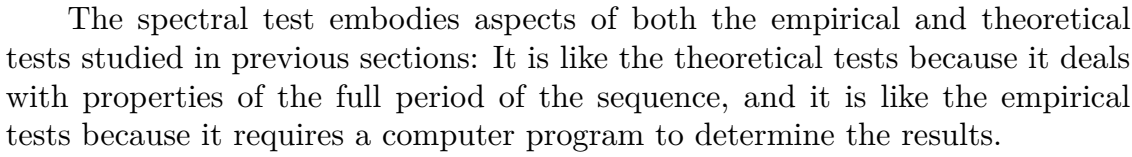 The spectral test embodies aspects of both the empirical and theoretical
tests studied in previous sections: It is like the theoretical tests because it deals
with properties of the full period of the sequence, and it is like the empirical
tests because it requires a computer program to determine the results.